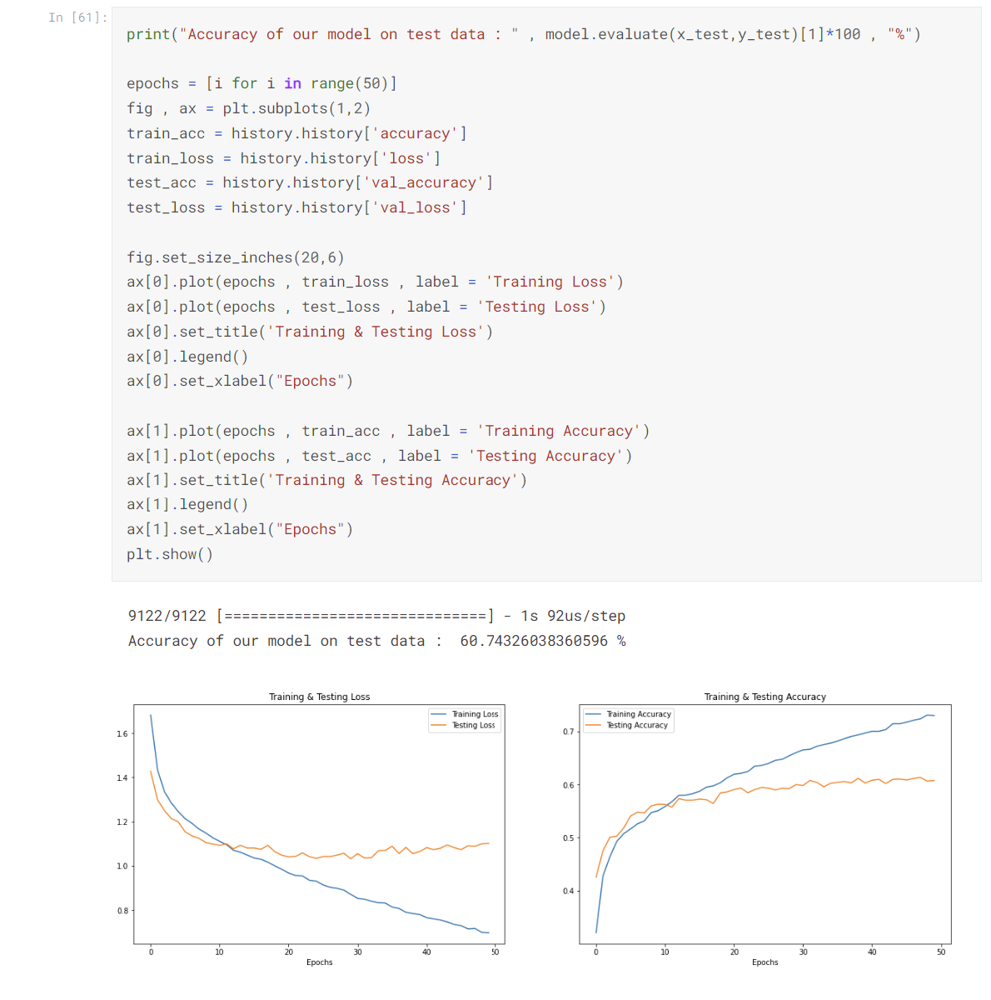 In [61]:
print("Accuracy of our model on test data : " , model.evaluate(x_test,y_test)[1]*100 , "%")
epochs = [i for i in range(50)]
fig , ax = plt.subplots(1,2)
train_acc = history.history['accuracy']
train_loss = history.history['loss']
test_acc = history.history['val_accuracy']
test_loss = history.history['val_loss']
fig.set_size_inches(20,6)
ax[0].plot(epochs , train_loss , label = 'Training Loss')
ax[0].plot(epochs , test_loss , label = 'Testing Loss')
ax[0].set_title('Training & Testing Loss')
ax[0].legend()
ax[0].set_xlabel("Epochs")
ax[1].plot(epochs , train_acc , label = 'Training Accuracy')
ax[1].plot(epochs , test_acc , label = 'Testing Accuracy')
ax[1].set_title('Training & Testing Accuracy')
ax[1].legend()
ax[1].set_xlabel("Epochs")
plt.show()
9122/9122 [==============================] - 1s 92us/step
Accuracy of our model on test data :  60.74326038360596 %
Training & Testing Loss
Training Loss
Testing Loss
1.6
1.4
1.2
1.0
0.8
0 10 20 30 40 50
Epochs
Training & Testing Accuracy
Training Accuracy
Testing Accuracy
0.7
0.6
0.5
0.4
0 10 20 30 40 50
Epochs